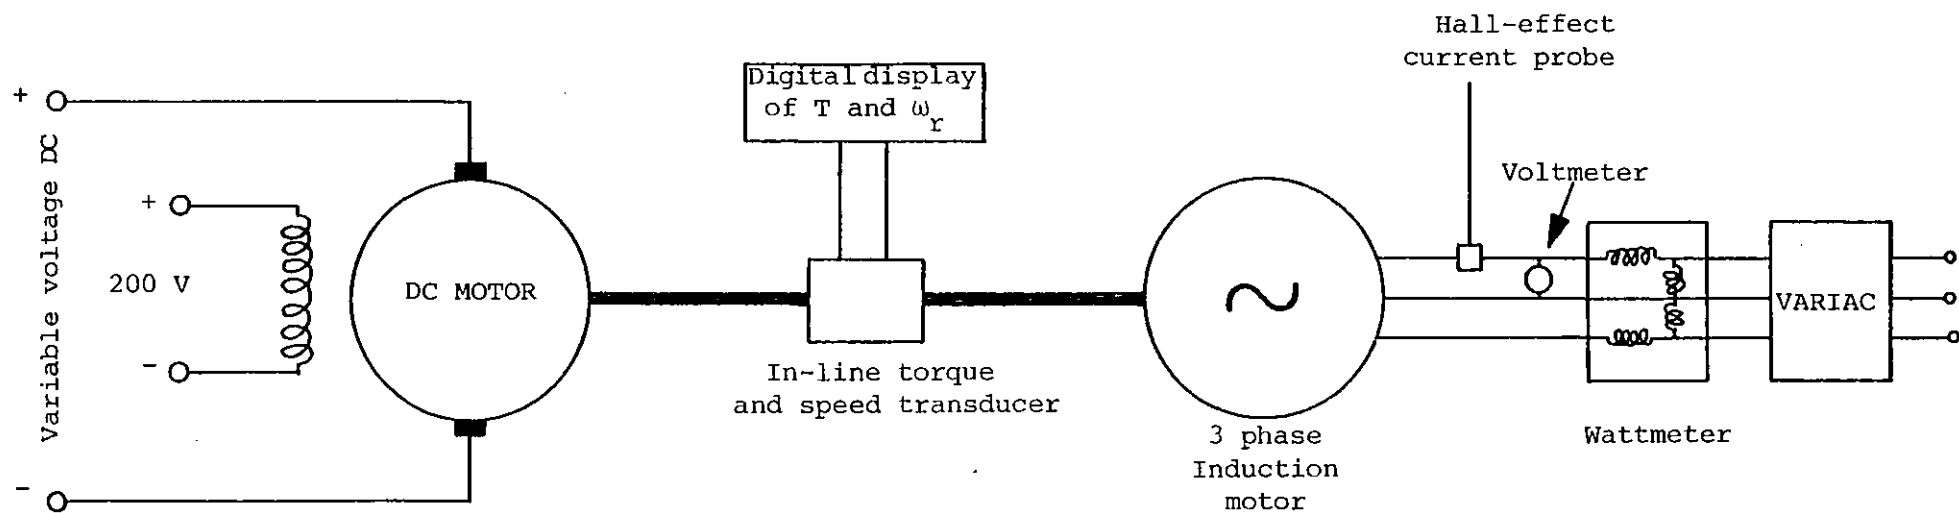 Hall-effect
current probe
Digital display
of T and ωr
+
Variable voltage DC
Voltmeter
+
200 V
DC MOTOR
VARIAC
-
In-line torque
and speed transducer
3 phase
Induction
motor
Wattmeter
-